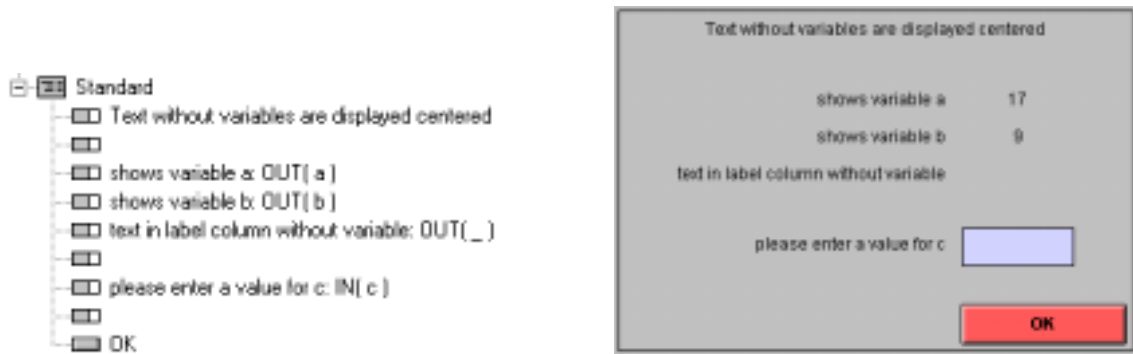 Standard
Text without variables are displayed centered
shows variable a: OUT( a )
shows variable b: OUT( b )
text in label column without variable: OUT( _ )
please enter a value for c: IN( c )
OK
Text without variables are displayed centered
shows variable a 17
shows variable b 9
text in label column without variable
please enter a value for c
OK